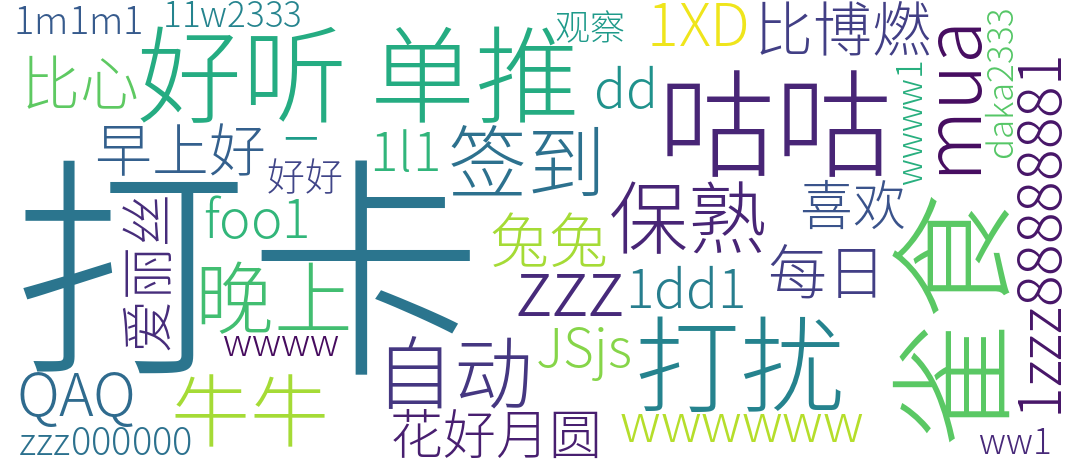 1m1m1
11w2333
观察
1XD
比博燃
比心
好听
单推
dd
咕咕
wwwww1
mua
daka2333
1zzz88888881
早上好
一
1l1
签到
好好
保熟
喜欢
打卡
爱丽丝
foo1
兔兔
每日
雀食
晚上
zzz
1dd1
wwww
自动
JSjs
打扰
QAQ
牛牛
花好月圆
wwwwww
zzz000000
ww1